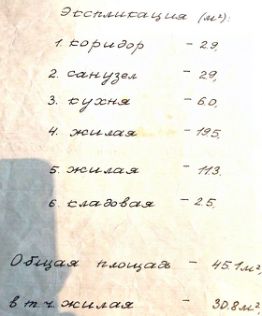 Экспликация (м²):
1. коридор - 2.9.
2. санузел - 2.9.
3. кухня - 6.0.
4. жилая - 19.5.
5. жилая - 11.3.
6. кладовая - 2.5.
Общая площадь - 45.1 м²,
в т.ч. жилая - 30.8 м²,